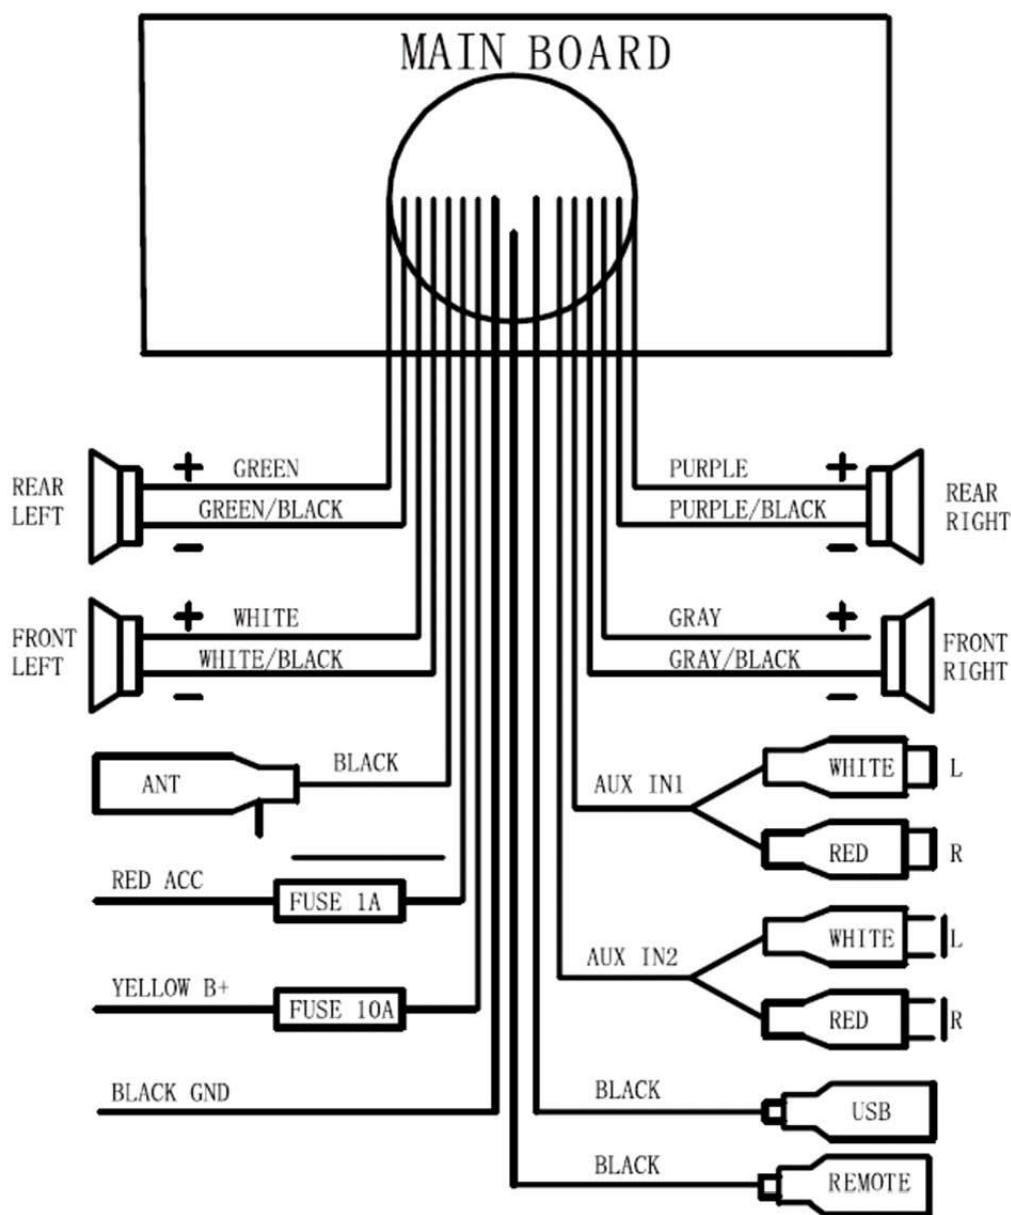 MAIN BOARD
REAR
LEFT
+
GREEN
GREEN/BLACK
-
PURPLE
+
PURPLE/BLACK
-
REAR
RIGHT
FRONT
LEFT
+
WHITE
WHITE/BLACK
-
GRAY
+
GRAY/BLACK
-
FRONT
RIGHT
ANT
BLACK
AUX IN1
WHITE L
RED R
RED ACC
FUSE 1A
AUX IN2
WHITE L
RED R
YELLOW B+
FUSE 10A
BLACK GND
BLACK
USB
BLACK
REMOTE